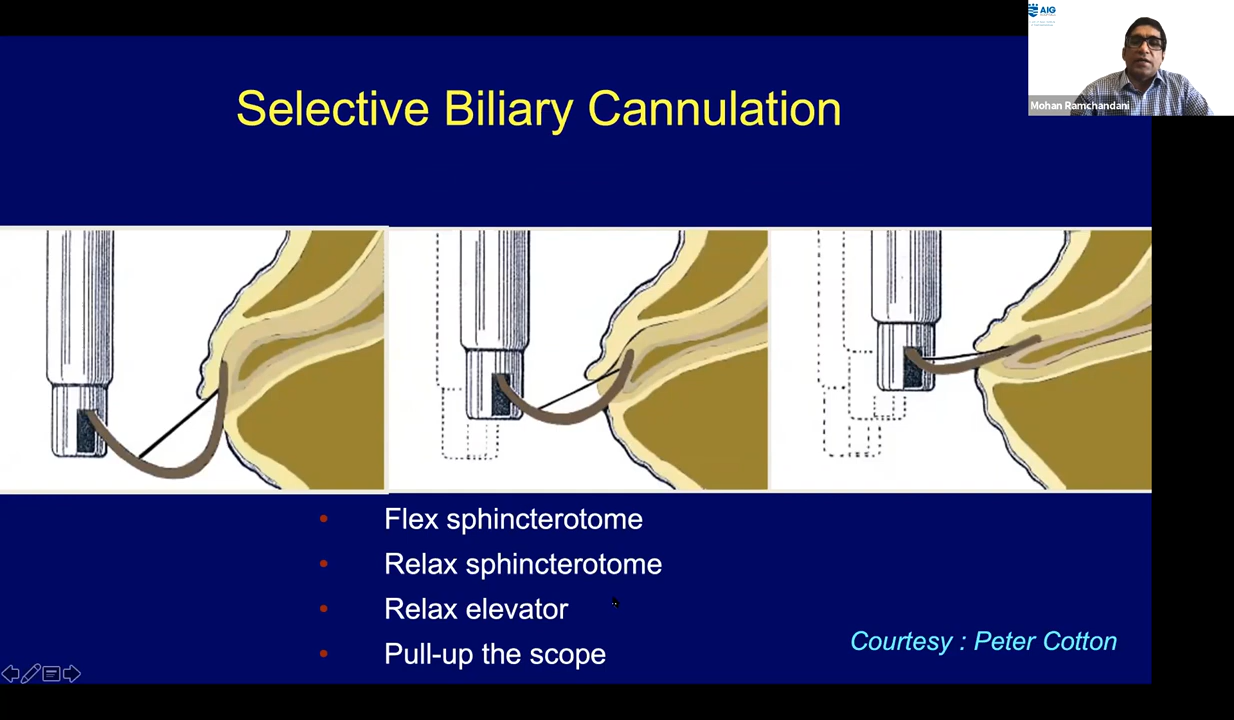 AIG
Mohan Ramchandani
Selective Biliary Cannulation
• Flex sphincterotome
• Relax sphincterotome
• Relax elevator
• Pull-up the scope
Courtesy : Peter Cotton